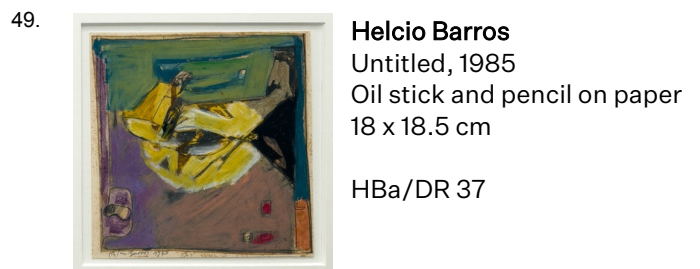 49.
Helcio Barros
Untitled, 1985
Oil stick and pencil on paper
18 x 18.5 cm
HBa/DR 37